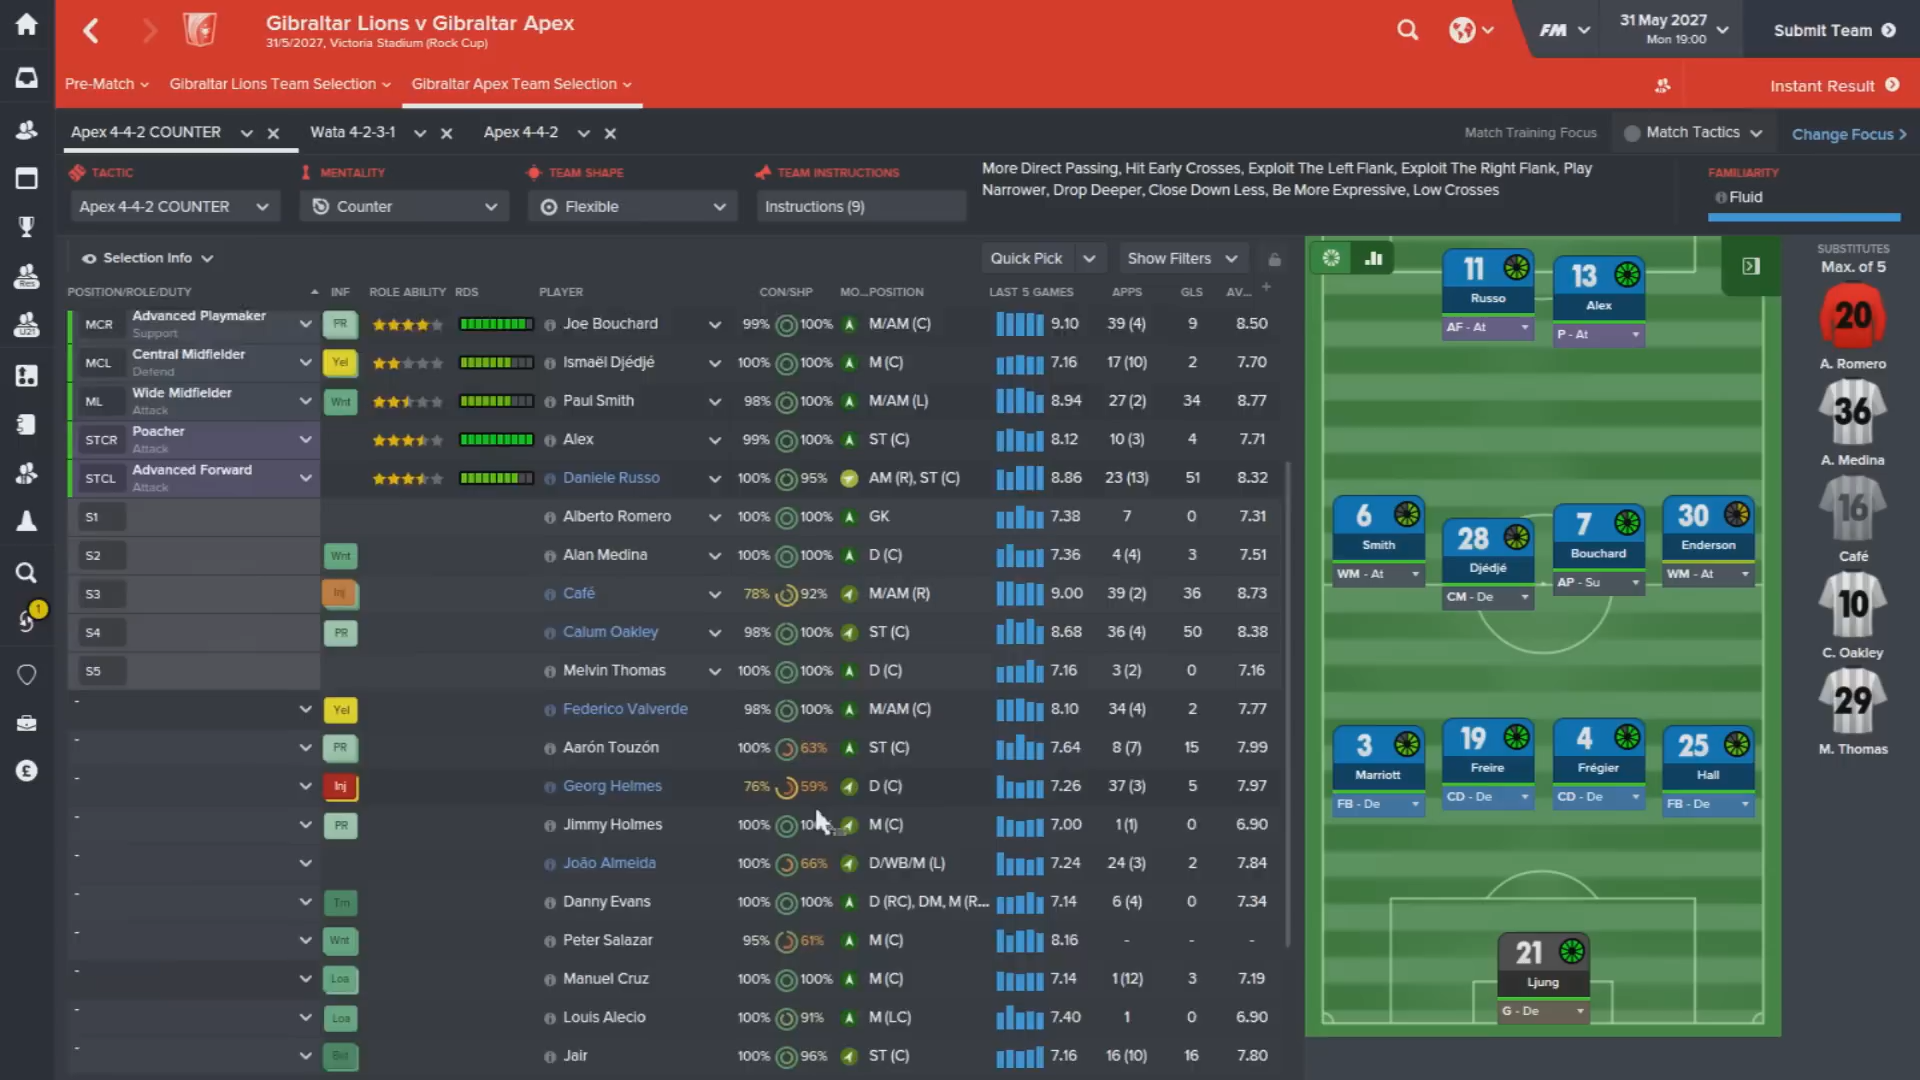 Gibraltar Lions v Gibraltar Apex
31/5/2027, Victoria Stadium (Rock Cup)
FM
31 May 2027
Mon 19:00
Submit Team
Pre-Match
Gibraltar Lions Team Selection
Gibraltar Apex Team Selection
Instant Result
Apex 4-4-2 COUNTER
Wata 4-2-3-1
Apex 4-4-2
Match Training Focus
Match Tactics
Change Focus >
TACTIC
MENTALITY
TEAM SHAPE
TEAM INSTRUCTIONS
Apex 4-4-2 COUNTER
Counter
Flexible
Instructions (9)
More Direct Passing, Hit Early Crosses, Exploit The Left Flank, Exploit The Right Flank, Play
Narrower, Drop Deeper, Close Down Less, Be More Expressive, Low Crosses
FAMILIARITY
Fluid
Selection Info
Quick Pick
Show Filters
POSITION/ROLE/DUTY INF ROLE ABILITY RDS PLAYER CON/SHP MO... POSITION LAST 5 GAMES APPS GLS AV... +
MCR Advanced Playmaker Support PR Joe Bouchard 99% 100% M/AM (C) 9.10 39 (4) 9 8.50
MCL Central Midfielder Defend Yel Ismaël Djédjé 100% 100% M (C) 7.16 17 (10) 2 7.70
ML Wide Midfielder Attack Wnt Paul Smith 98% 100% M/AM (L) 8.94 27 (2) 34 8.77
STCR Poacher Attack Alex 99% 100% ST (C) 8.12 10 (3) 4 7.71
STCL Advanced Forward Attack Daniele Russo 100% 95% AM (R), ST (C) 8.86 23 (13) 51 8.32
S1 Alberto Romero 100% 100% GK 7.38 7 0 7.31
S2 Wnt Alan Medina 100% 100% D (C) 7.36 4 (4) 3 7.51
S3 Inj Café 78% 92% M/AM (R) 9.00 39 (2) 36 8.73
S4 PR Calum Oakley 98% 100% ST (C) 8.68 36 (4) 50 8.38
S5 Melvin Thomas 100% 100% D (C) 7.16 3 (2) 0 7.16
- Yel Federico Valverde 98% 100% M/AM (C) 8.10 34 (4) 2 7.77
- PR Aarón Touzón 100% 63% ST (C) 7.64 8 (7) 15 7.99
- Inj Georg Helmes 76% 59% D (C) 7.26 37 (3) 5 7.97
- PR Jimmy Holmes 100% M (C) 7.00 1 (1) 0 6.90
- João Almeida 100% 66% D/WB/M (L) 7.24 24 (3) 2 7.84
- Trn Danny Evans 100% 100% D (RC), DM, M (R... 7.14 6 (4) 0 7.34
- Wnt Peter Salazar 95% 61% M (C) 8.16 - - -
- Loa Manuel Cruz 100% 100% M (C) 7.14 1 (12) 3 7.19
- Loa Louis Alecio 100% 91% M (LC) 7.40 1 0 6.90
- Jair 100% 96% ST (C) 7.16 16 (10) 16 7.80
11 Russo AF - At
13 Alex P - At
6 Smith WM - At
28 Djédjé CM - De
7 Bouchard AP - Su
30 Enderson WM - At
3 Marriott FB - De
19 Freire CD - De
4 Frégier CD - De
25 Hall FB - De
21 Ljung G - De
SUBSTITUTES
Max. of 5
20
A. Romero
36
A. Medina
16
Café
10
C. Oakley
29
M. Thomas
Res
U21
1